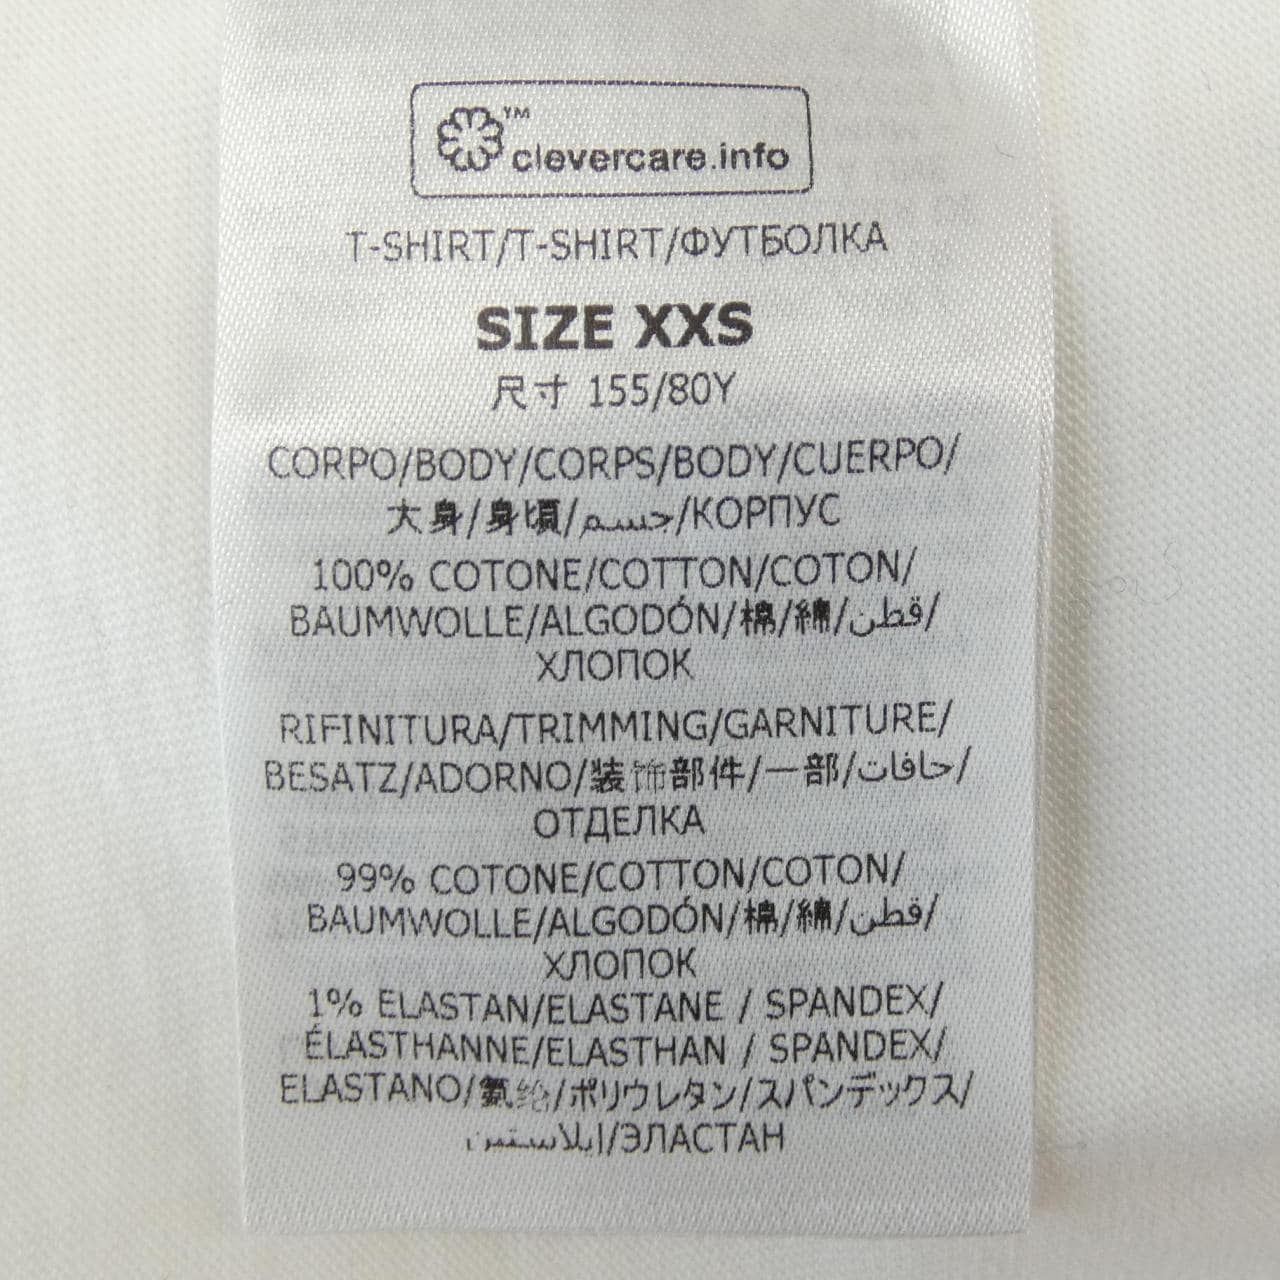 ™ clevercare.info
T-SHIRT/T-SHIRT/ФУТБОЛКА
SIZE XXS
尺寸 155/80Y
CORPO/BODY/CORPS/BODY/CUERPO/
大身/身頃/جسم/КОРПУС
100% COTONE/COTTON/COTON/
BAUMWOLLE/ALGODÓN/棉/綿/قطن/
ХЛОПОК
RIFINITURA/TRIMMING/GARNITURE/
BESATZ/ADORNO/装饰部件/一部/حافات/
ОТДЕЛКА
99% COTONE/COTTON/COTON/
BAUMWOLLE/ALGODÓN/棉/綿/قطن/
ХЛОПОК
1% ELASTAN/ELASTANE / SPANDEX/
ÉLASTHANNE/ELASTHAN / SPANDEX/
ELASTANO/氨纶/ポリウレタン/スパンデックス/
إيلاستين/ЭЛАСТАН